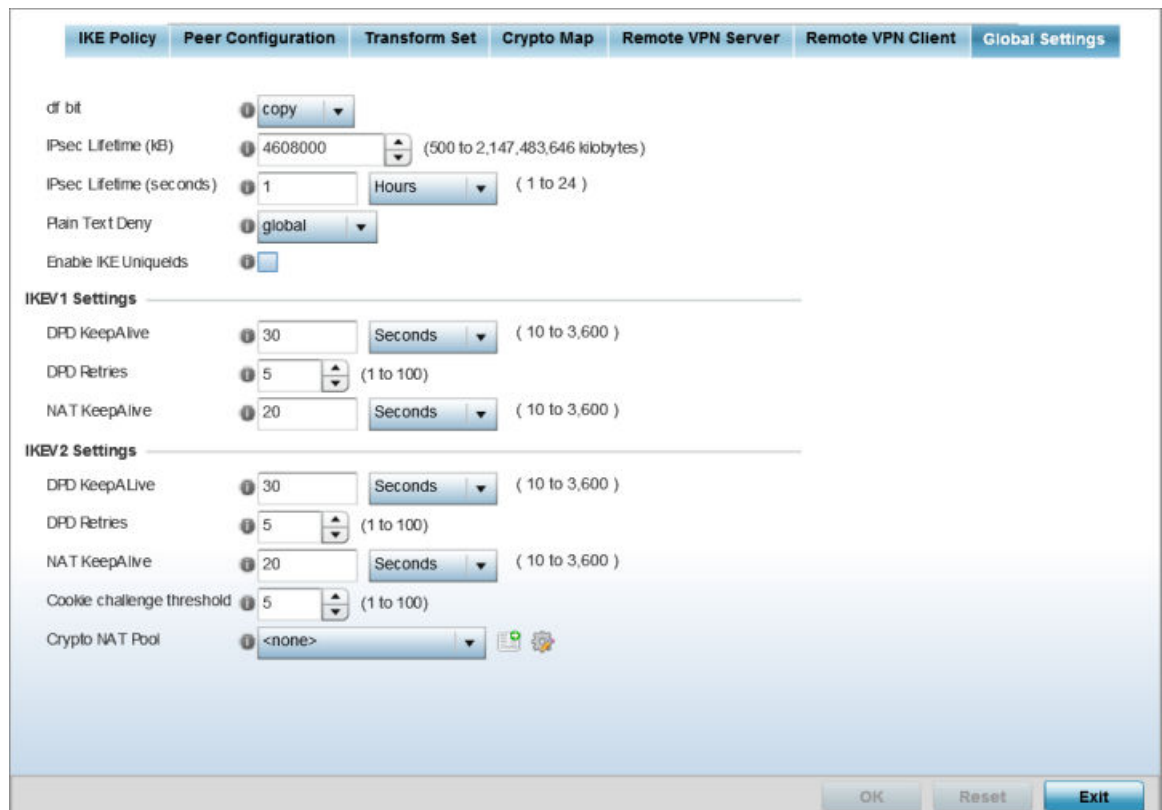 IKE Policy Peer Configuration Transform Set Crypto Map Remote VPN Server Remote VPN Client Global Settings
df bit copy
IPsec Lifetime (kB) 4608000 (500 to 2,147,483,646 kilobytes)
IPsec Lifetime (seconds) 1 Hours ( 1 to 24 )
Plain Text Deny global
Enable IKE UniqueIds
IKEV1 Settings
DPD KeepAlive 30 Seconds ( 10 to 3,600 )
DPD Retries 5 (1 to 100)
NAT KeepAlive 20 Seconds ( 10 to 3,600 )
IKEV2 Settings
DPD KeepALive 30 Seconds ( 10 to 3,600 )
DPD Retries 5 (1 to 100)
NAT KeepAlive 20 Seconds ( 10 to 3,600 )
Cookie challenge threshold 5 (1 to 100)
Crypto NAT Pool <none>
OK Reset Exit